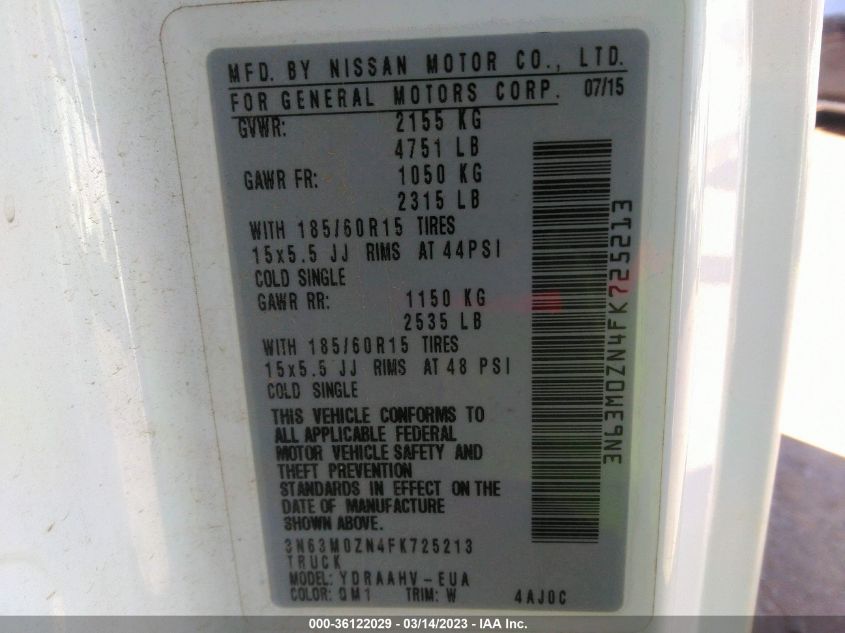 MFD. BY NISSAN MOTOR CO., LTD.
FOR GENERAL MOTORS CORP. 07/15
GVWR: 2155 KG
4751 LB
GAWR FR: 1050 KG
2315 LB
WITH 185/60R15 TIRES
15x5.5 JJ RIMS AT 44PSI
COLD SINGLE
GAWR RR: 1150 KG
2535 LB
WITH 185/60R15 TIRES
15x5.5 JJ RIMS AT 48 PSI
COLD SINGLE
THIS VEHICLE CONFORMS TO
ALL APPLICABLE FEDERAL
MOTOR VEHICLE SAFETY AND
THEFT PREVENTION
STANDARDS IN EFFECT ON THE
DATE OF MANUFACTURE
SHOWN ABOVE.
3N63M0ZN4FK725213
TRUCK
MODEL: YDRAAHV-EUA
COLOR: QM1 TRIM: W 4AJ0C
3N63M0ZN4FK725213
000-36122029 - 03/14/2023 - IAA Inc.